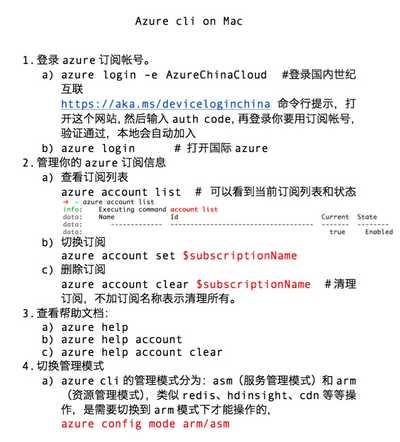 Azure cli on Mac
1. 登录 azure 订阅帐号。
a) azure login -e AzureChinaCloud #登录国内世纪
互联
https://aka.ms/deviceloginchina 命令行提示，打
开这个网站,然后输入 auth code,再登录你要用订阅帐号，
验证通过，本地会自动加入
b) azure login # 打开国际 azure
2. 管理你的 azure 订阅信息
a) 查看订阅列表
azure account list # 可以看到当前订阅列表和状态
→ ~ azure account list
info: Executing command account list
data: Name Id Current State
data: ------------- ------------------------------------ ------- --------
data: true Enabled
b) 切换订阅
azure account set $subscriptionName
c) 删除订阅
azure account clear $subscriptionName #清理
订阅，不加订阅名称表示清理所有。
3. 查看帮助文档：
a) azure help
b) azure help account
c) azure help account clear
4. 切换管理模式
a) azure cli 的管理模式分为：asm（服务管理模式）和 arm
（资源管理模式），类似 redis、hdinsight、cdn 等等操
作，是需要切换到 arm 模式下才能操作的，
azure config mode arm/asm